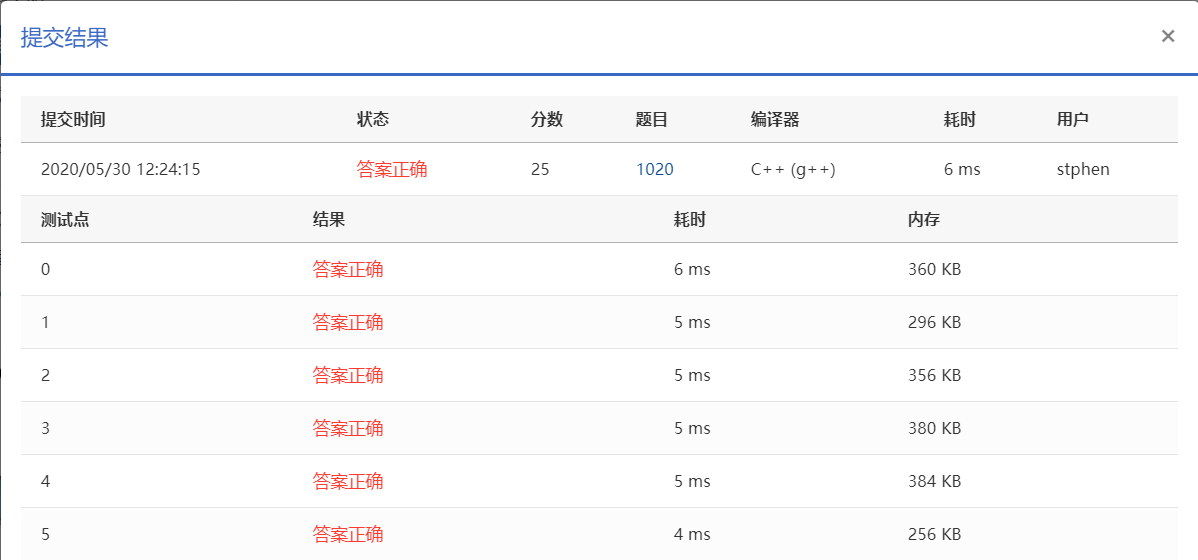 提交结果 ×
提交时间 状态 分数 题目 编译器 耗时 用户
2020/05/30 12:24:15 答案正确 25 1020 C++ (g++) 6 ms stphen
测试点 结果 耗时 内存
0 答案正确 6 ms 360 KB
1 答案正确 5 ms 296 KB
2 答案正确 5 ms 356 KB
3 答案正确 5 ms 380 KB
4 答案正确 5 ms 384 KB
5 答案正确 4 ms 256 KB